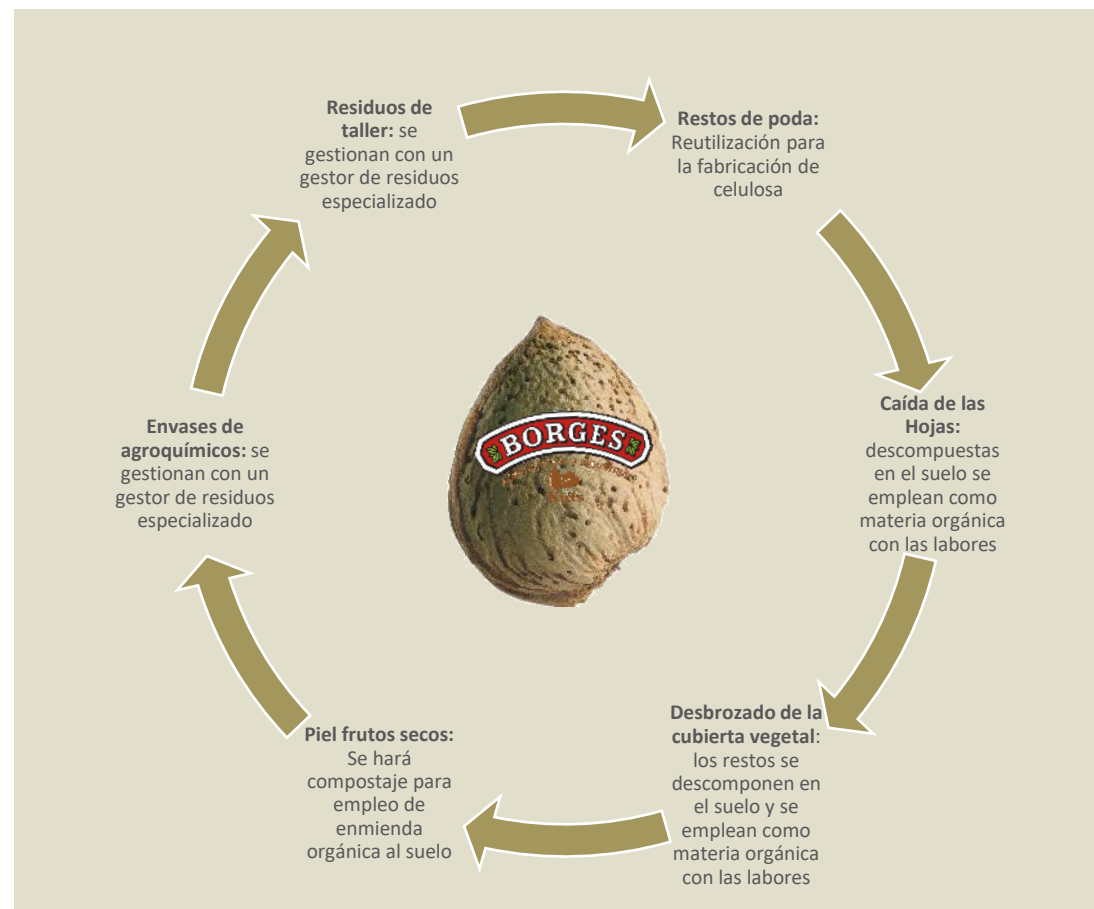 Residuos de
taller: se
gestionan con un
gestor de residuos
especializado
Restos de poda:
Reutilización para
la fabricación de
celulosa
Caída de las
Hojas:
descompuestas
en el suelo se
emplean como
materia orgánica
con las labores
Desbrozado de la
cubierta vegetal:
los restos se
descomponen en
el suelo y se
emplean como
materia orgánica
con las labores
Piel frutos secos:
Se hará
compostaje para
empleo de
enmienda
orgánica al suelo
Envases de
agroquímicos: se
gestionan con un
gestor de residuos
especializado
BORGES